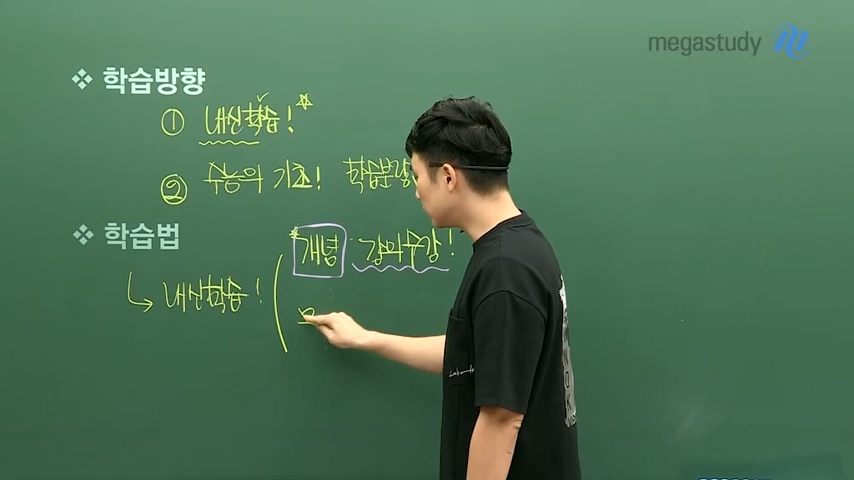 megastudy
❖ 학습방향
① 내신학습!
② 수능의 기초! 학습분량
❖ 학습법
개념 강의수강!
↳ 내신학습!